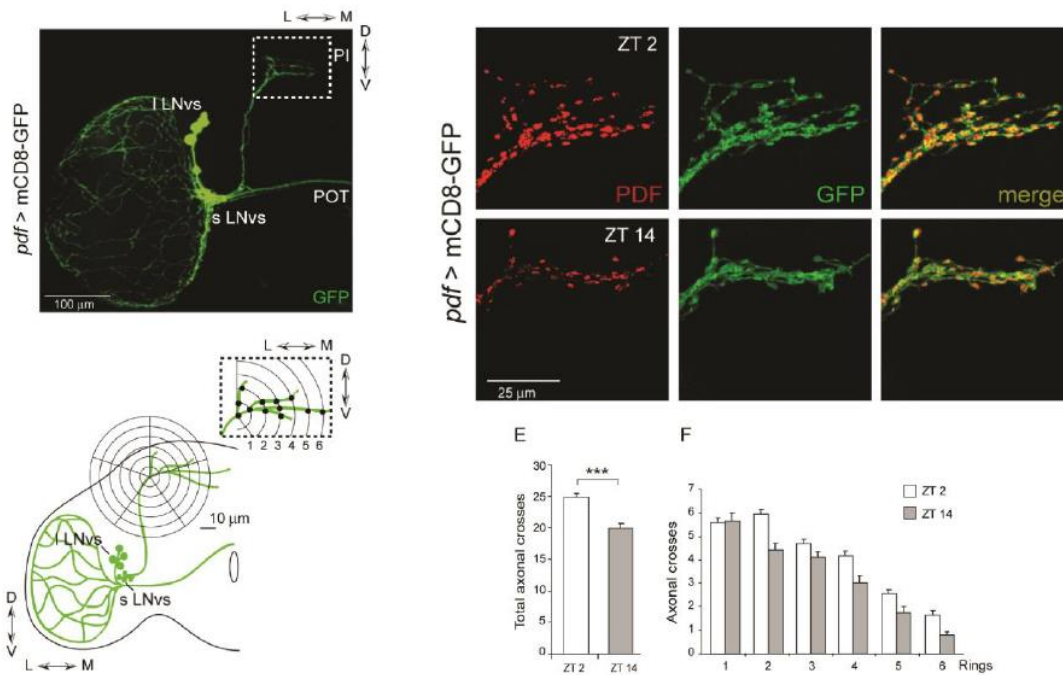 L M
D
V
PI
l LNvs
POT
s LNvs
pdf > mCD8-GFP
100 µm
GFP
ZT 2
PDF
GFP
merge
ZT 14
pdf > mCD8-GFP
25 µm
L M
D
V
1 2 3 4 5 6
10 µm
l LNvs
s LNvs
D
V
L M
E
***
30
25
20
15
10
5
0
Total axonal crosses
ZT 2 ZT 14
F
ZT 2
ZT 14
7
6
5
4
3
2
1
0
Axonal crosses
1 2 3 4 5 6 Rings